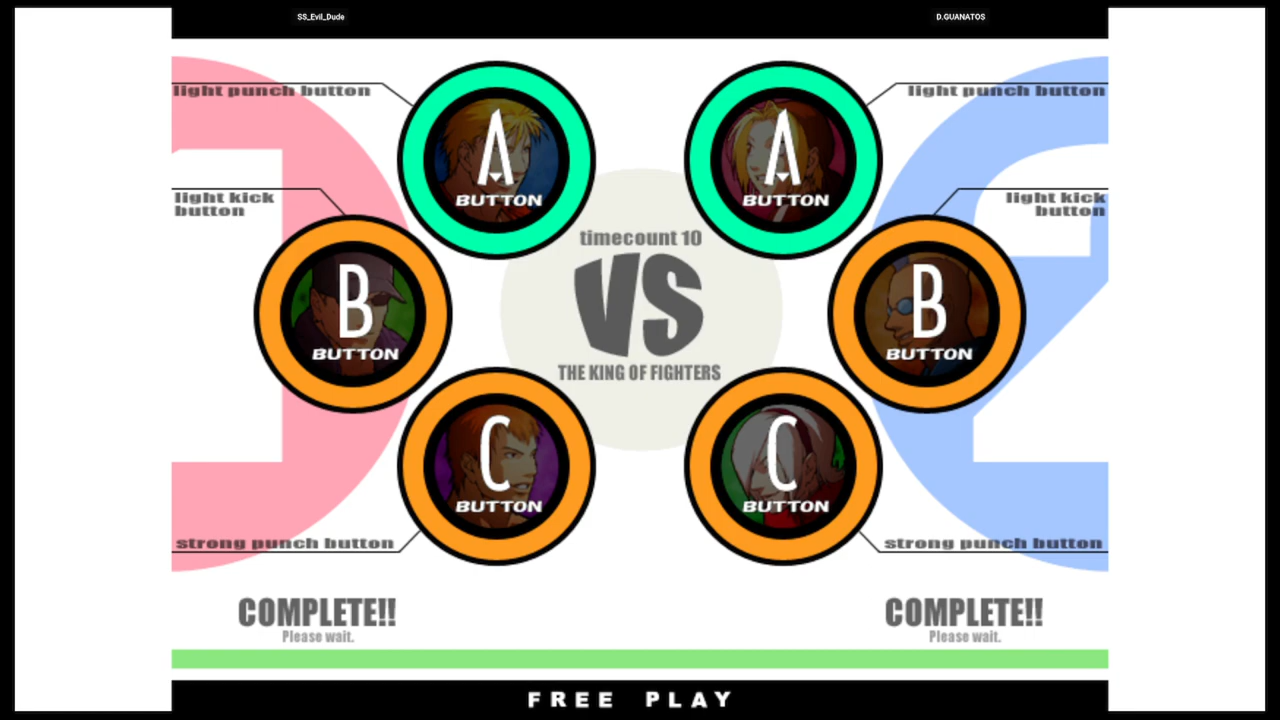 SS_Evil_Dude
D.GUANATOS
light punch button
A
BUTTON
A
BUTTON
light punch button
light kick
button
B
BUTTON
timecount 10
VS
THE KING OF FIGHTERS
light kick
button
B
BUTTON
C
BUTTON
C
BUTTON
strong punch button
strong punch button
COMPLETE!!
Please wait.
COMPLETE!!
Please wait.
FREE PLAY
1
2